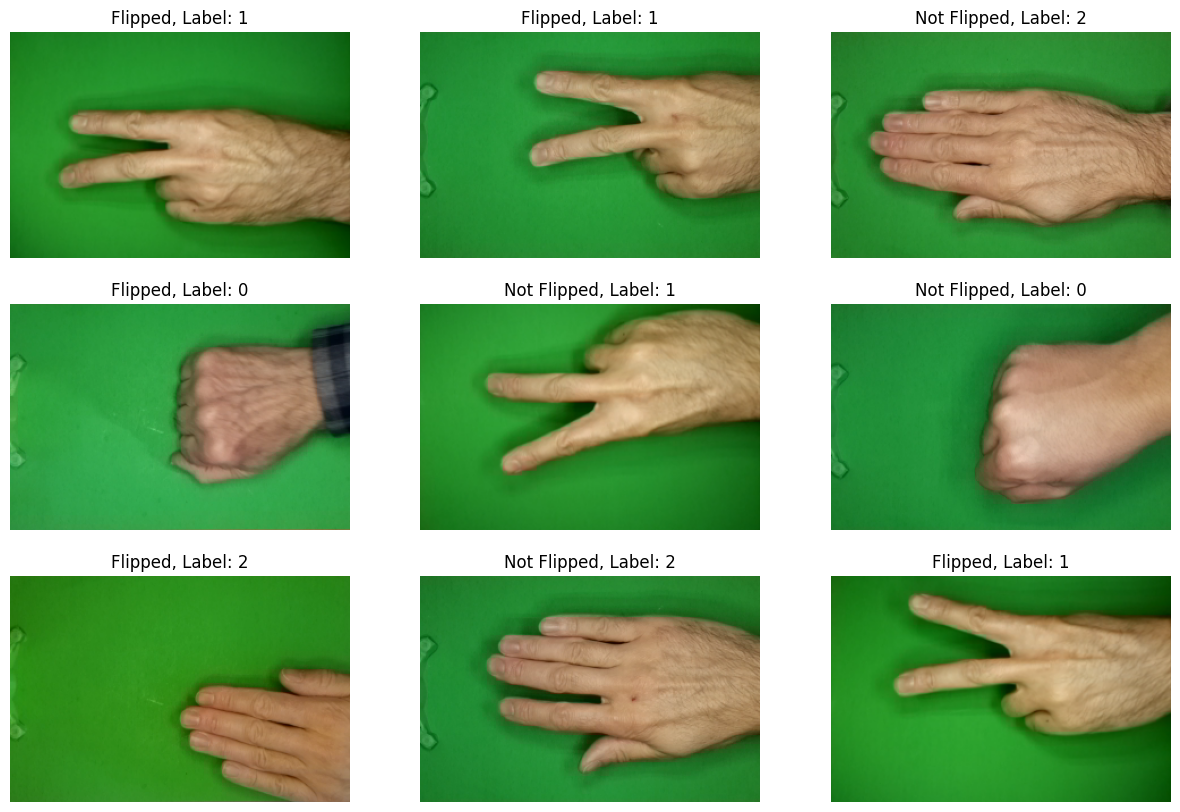 Flipped, Label: 1
Flipped, Label: 1
Not Flipped, Label: 2
Flipped, Label: 0
Not Flipped, Label: 1
Not Flipped, Label: 0
Flipped, Label: 2
Not Flipped, Label: 2
Flipped, Label: 1